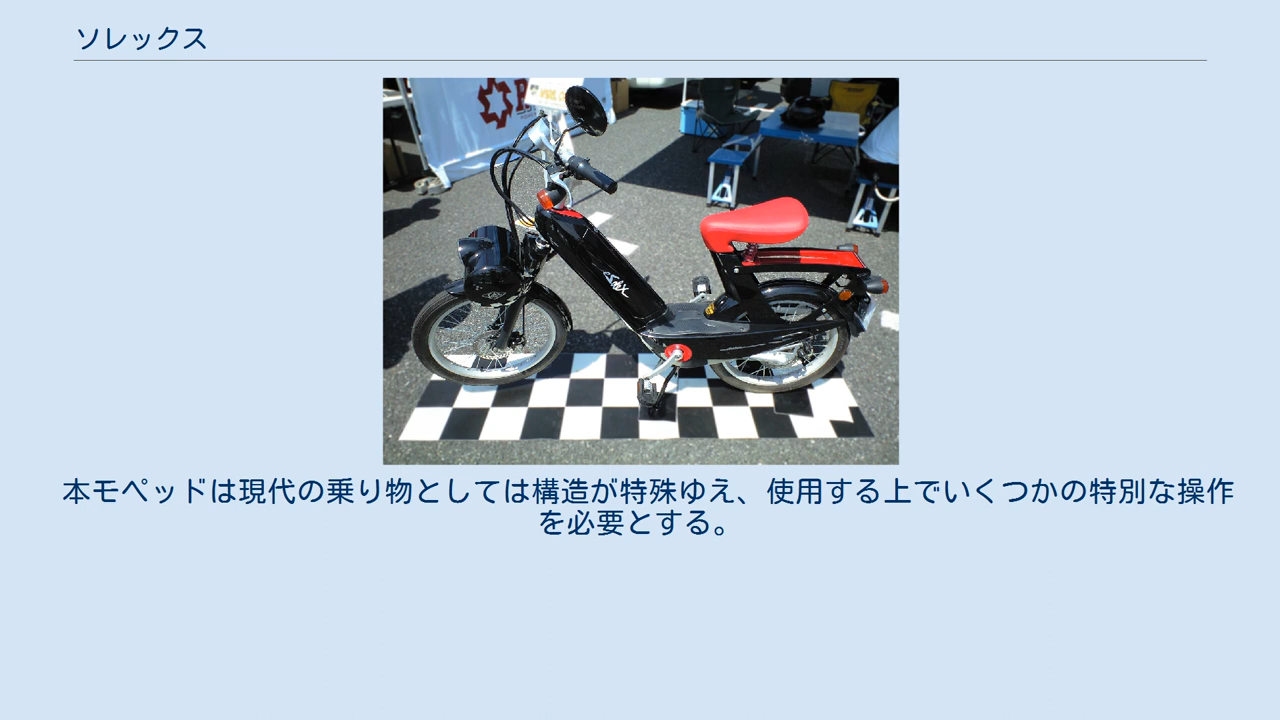 ソレックス
本モペッドは現代の乗り物としては構造が特殊ゆえ、使用する上でいくつかの特別な操作
を必要とする。